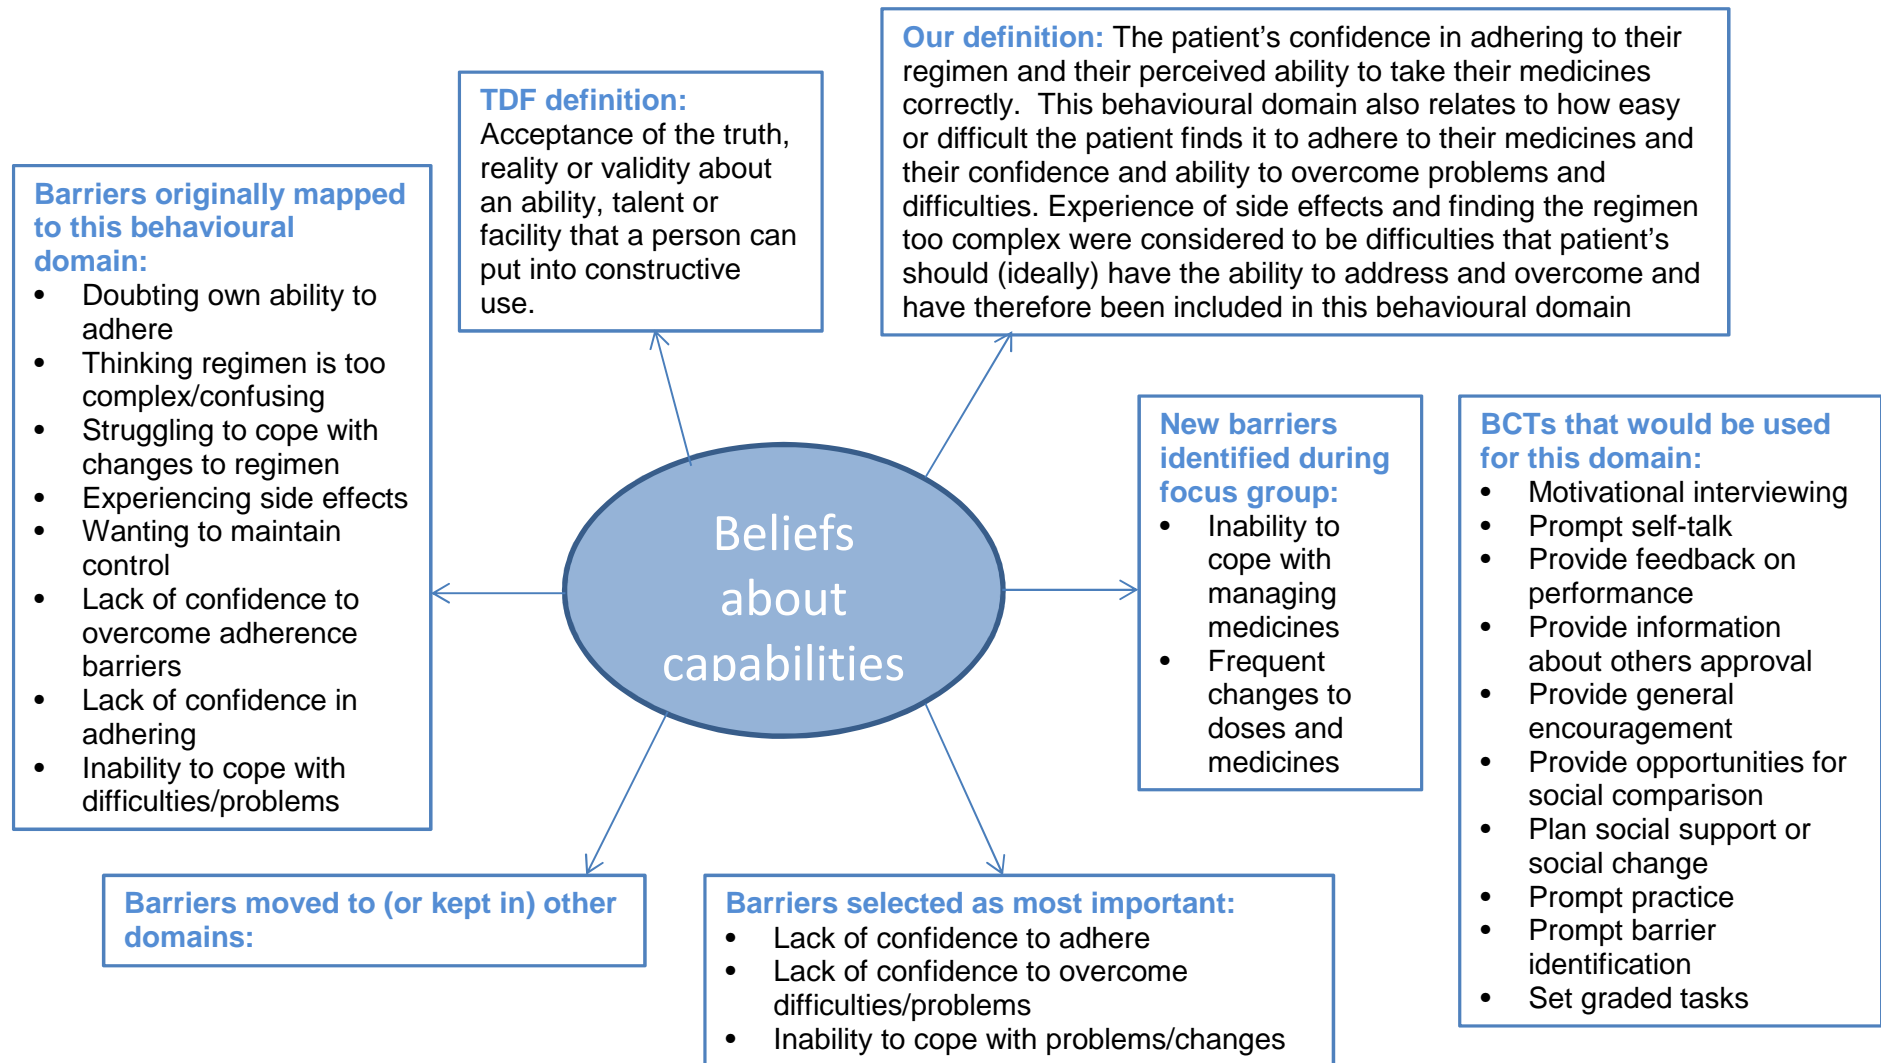 Our definition: The patient's confidence in adhering to their
regimen and their perceived ability to take their medicines
correctly.  This behavioural domain also relates to how easy
or difficult the patient finds it to adhere to their medicines and
their confidence and ability to overcome problems and
difficulties. Experience of side effects and finding the regimen
too complex were considered to be difficulties that patient's
should (ideally) have the ability to address and overcome and
have therefore been included in this behavioural domain
TDF definition:
Acceptance of the truth,
reality or validity about
an ability, talent or
facility that a person can
put into constructive
use.
Barriers originally mapped
to this behavioural
domain:
• Doubting own ability to
adhere
• Thinking regimen is too
complex/confusing
• Struggling to cope with
changes to regimen
• Experiencing side effects
• Wanting to maintain
control
• Lack of confidence to
overcome adherence
barriers
• Lack of confidence in
adhering
• Inability to cope with
difficulties/problems
Beliefs
about
capabilities
New barriers
identified during
focus group:
• Inability to
cope with
managing
medicines
• Frequent
changes to
doses and
medicines
BCTs that would be used
for this domain:
• Motivational interviewing
• Prompt self-talk
• Provide feedback on
performance
• Provide information
about others approval
• Provide general
encouragement
• Provide opportunities for
social comparison
• Plan social support or
social change
• Prompt practice
• Prompt barrier
identification
• Set graded tasks
Barriers moved to (or kept in) other
domains:
Barriers selected as most important:
• Lack of confidence to adhere
• Lack of confidence to overcome
difficulties/problems
• Inability to cope with problems/changes